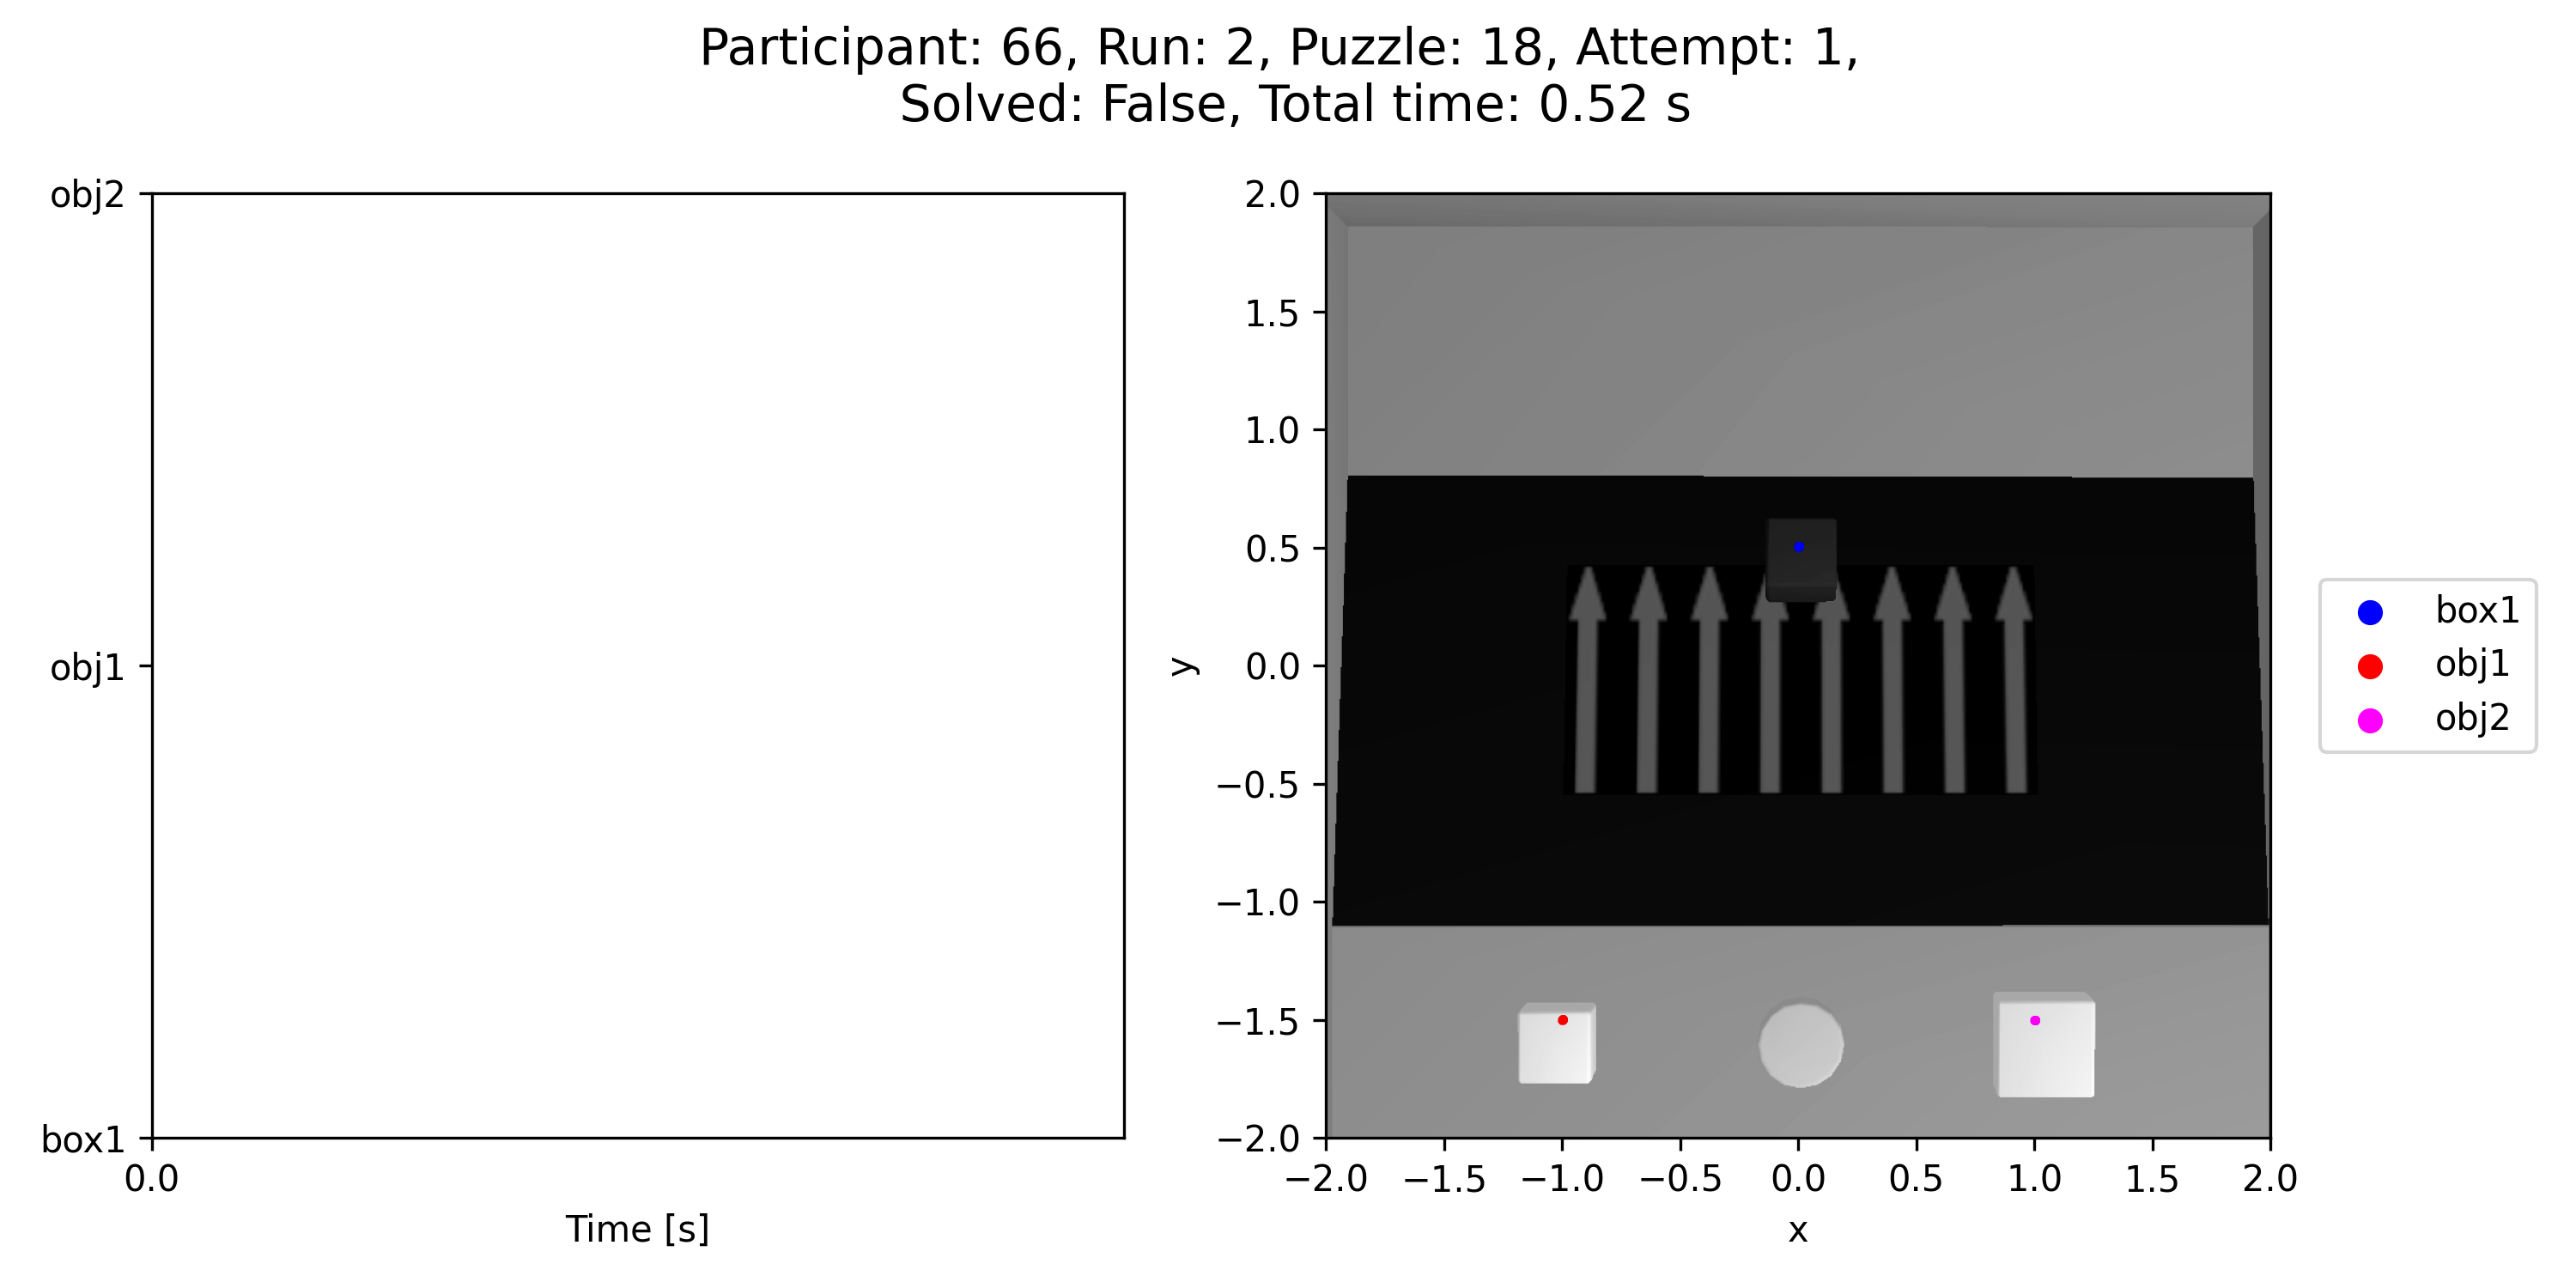 Participant: 66, Run: 2, Puzzle: 18, Attempt: 1,
Solved: False, Total time: 0.52 s
obj2
obj1
box1
0.0
Time [s]
2.0
1.5
1.0
0.5
0.0
−0.5
−1.0
−1.5
−2.0
y
−2.0 −1.5 −1.0 −0.5 0.0 0.5 1.0 1.5 2.0
x
box1
obj1
obj2